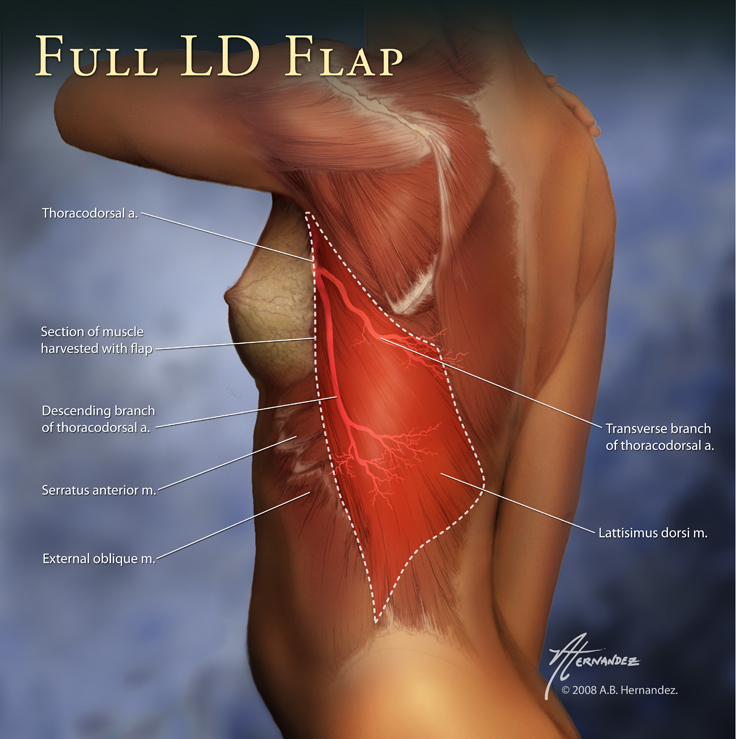 Full LD Flap
Thoracodorsal a.
Section of muscle
harvested with flap
Descending branch
of thoracodorsal a.
Serratus anterior m.
External oblique m.
Transverse branch
of thoracodorsal a.
Lattisimus dorsi m.
Hernandez
© 2008 A.B. Hernandez.